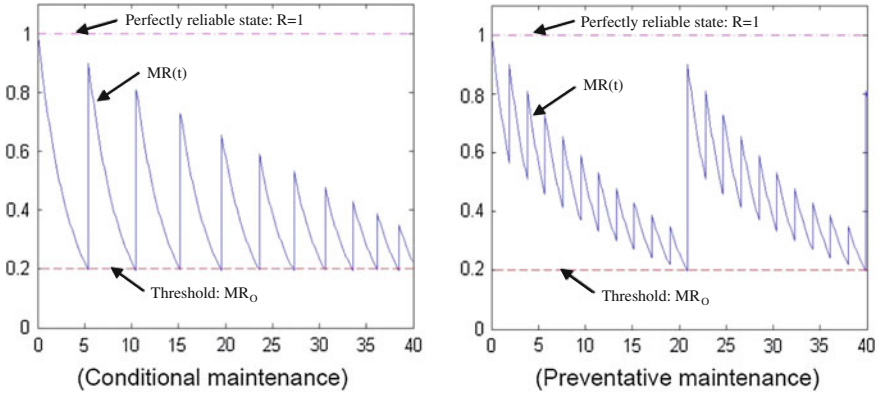 Perfectly reliable state: R=1
1
MR(t)
0.8
0.6
0.4
0.2
Threshold: MRO
0
0 5 10 15 20 25 30 35 40
(Conditional maintenance)
Perfectly reliable state: R=1
1
MR(t)
0.8
0.6
0.4
0.2
Threshold: MRO
1
0 5 10 15 20 25 30 35 40
(Preventative maintenance)